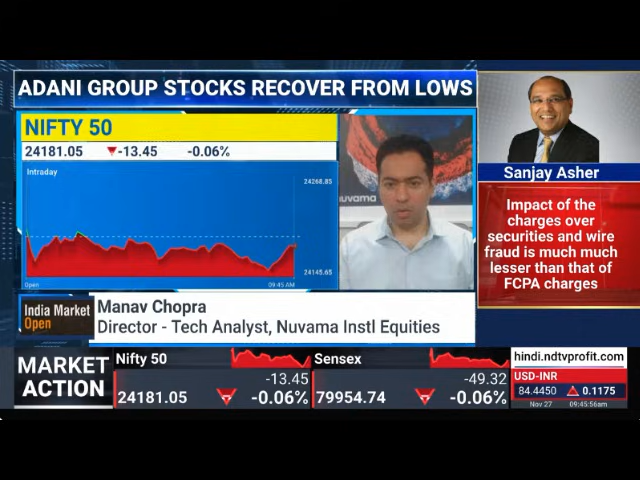 ADANI GROUP STOCKS RECOVER FROM LOWS
NIFTY 50
24181.05 -13.45 -0.06%
Intraday
24268.85
24145.65
Open 09:45 AM
nuvama
Sanjay Asher
Impact of the
charges over
securities and wire
fraud is much much
lesser than that of
FCPA charges
India Market
Open
Manav Chopra
Director - Tech Analyst, Nuvama Instl Equities
MARKET
ACTION
Nifty 50
-13.45
24181.05 -0.06%
Sensex
-49.32
79954.74 -0.06%
hindi.ndtvprofit.com
USD-INR
84.4450 0.1175
Nov 27 09:45:56am